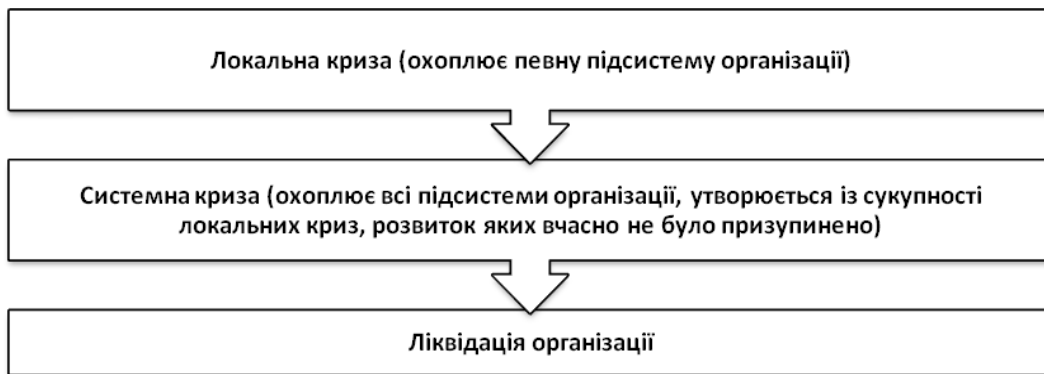 Локальна криза (охоплює певну підсистему організації)
Системна криза (охоплює всі підсистеми організації, утворюється із сукупності
локальних криз, розвиток яких вчасно не було призупинено)
Ліквідація організації